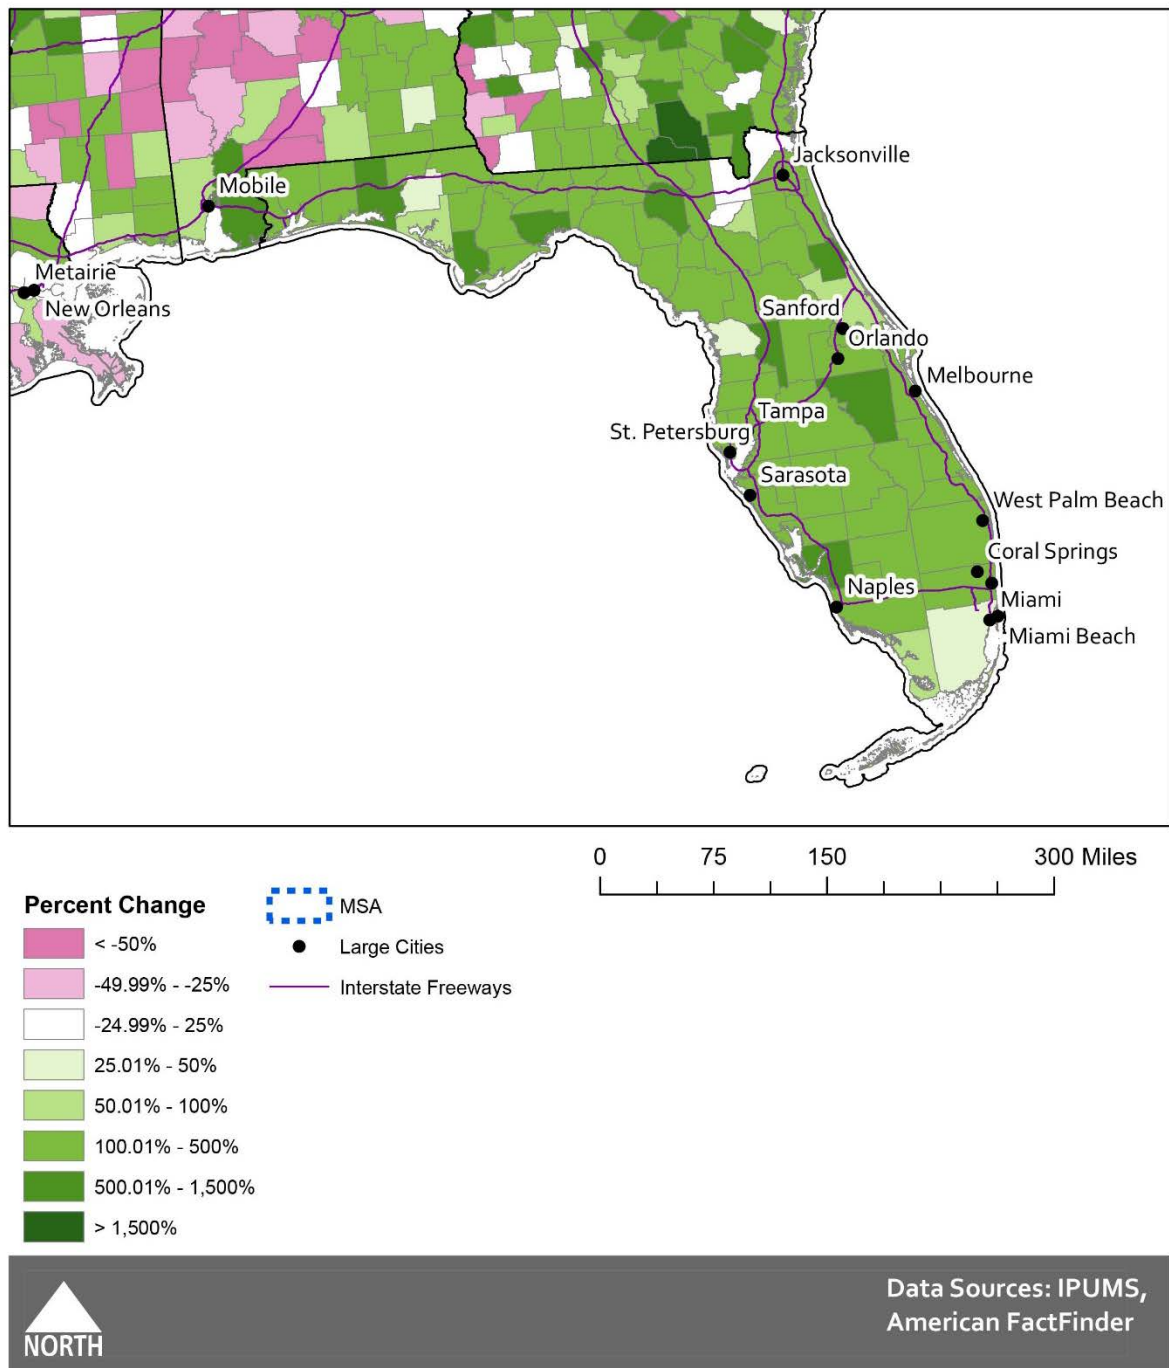 Jacksonville
Mobile
Metairie
New Orleans
Sanford
Orlando
Melbourne
Tampa
St. Petersburg
Sarasota
West Palm Beach
Coral Springs
Naples
Miami
Miami Beach
0 75 150 300 Miles
Percent Change
< -50%
-49.99% - -25%
-24.99% - 25%
25.01% - 50%
50.01% - 100%
100.01% - 500%
500.01% - 1,500%
> 1,500%
MSA
Large Cities
Interstate Freeways
NORTH
Data Sources: IPUMS,
American FactFinder